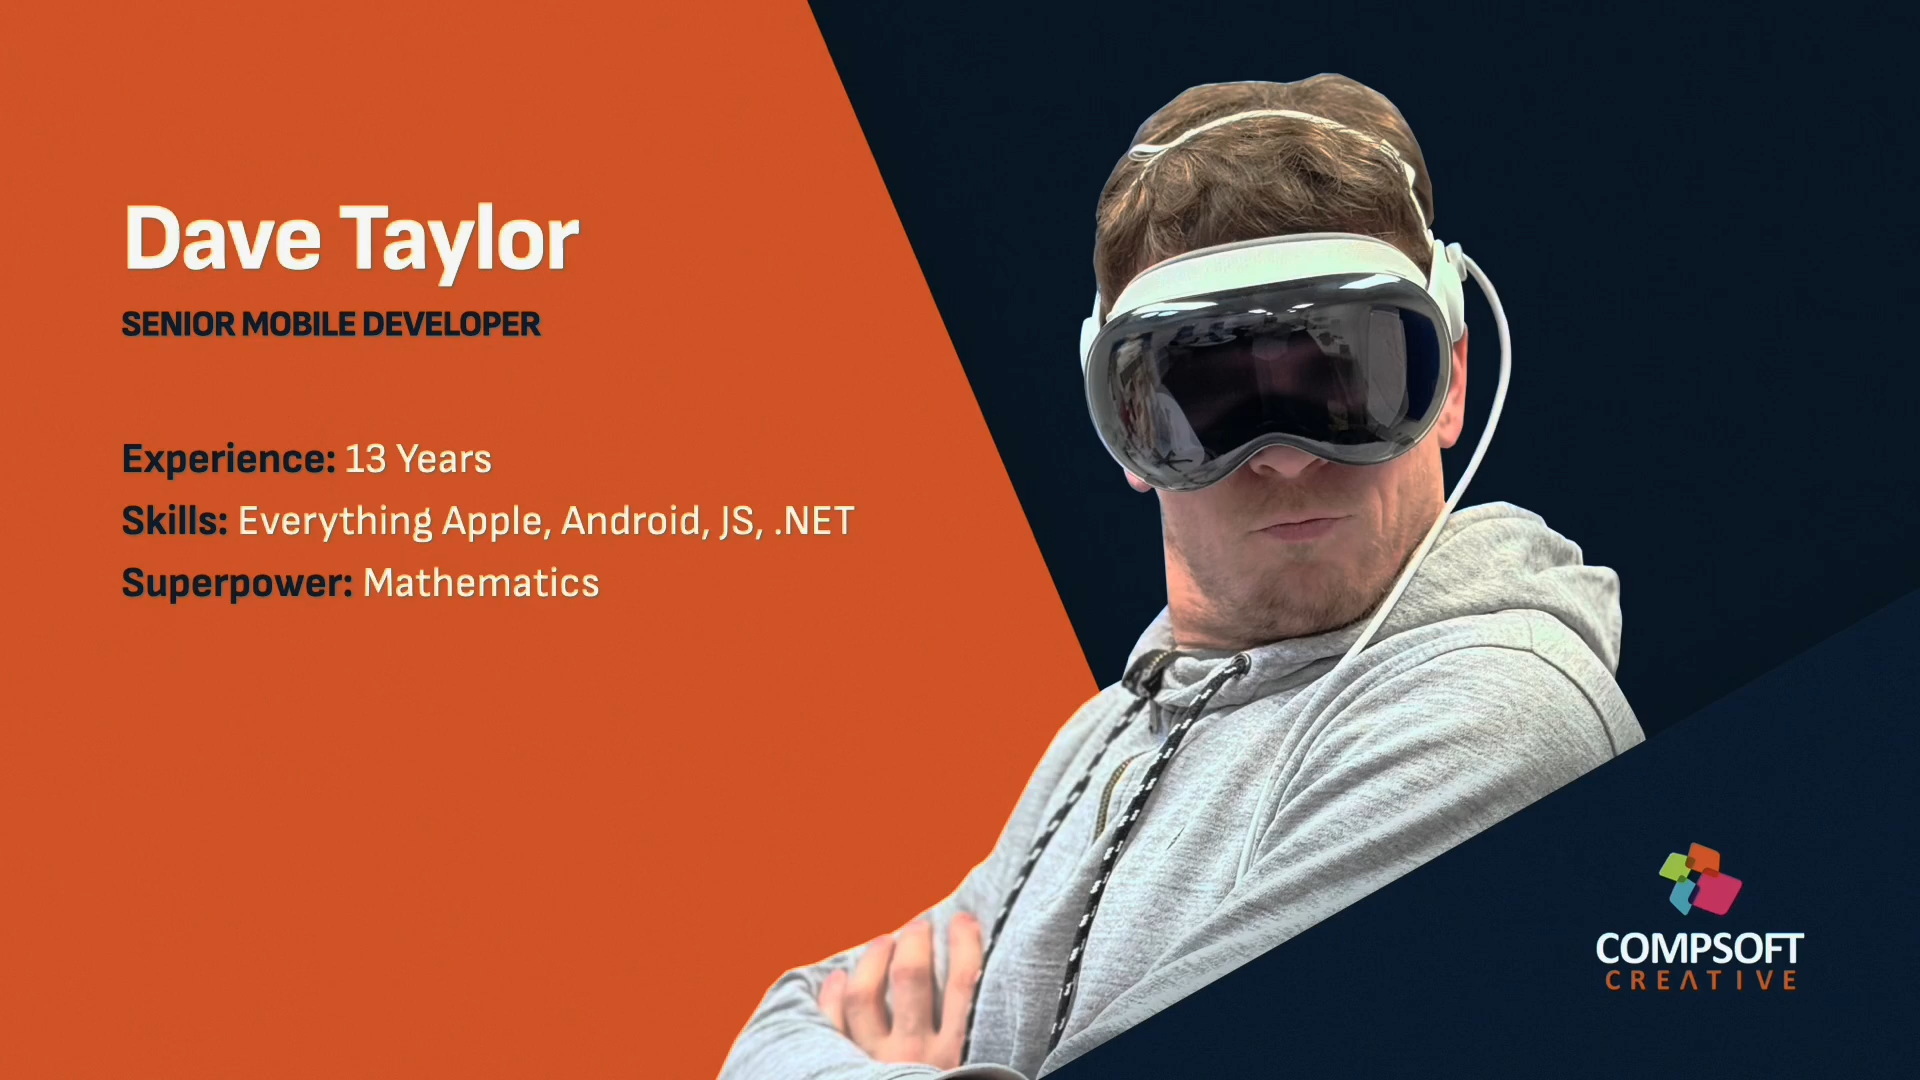 Dave Taylor
SENIOR MOBILE DEVELOPER
Experience: 13 Years
Skills: Everything Apple, Android, JS, .NET
Superpower: Mathematics
COMPSOFT
CREATIVE